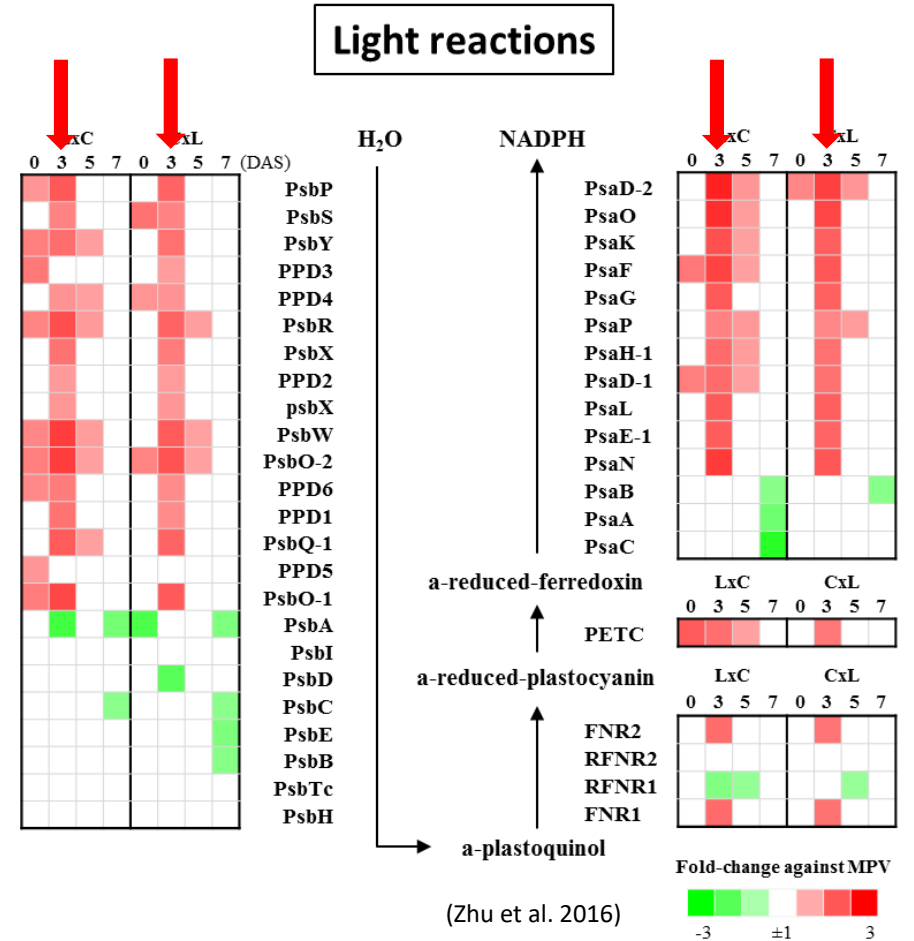 Light reactions
xC
xL
0 3 5 7 0 3 5 7 (DAS)
PsbP
PsbS
PsbY
PPD3
PPD4
PsbR
PsbX
PPD2
psbX
PsbW
PsbO-2
PPD6
PPD1
PsbQ-1
PPD5
PsbO-1
PsbA
PsbI
PsbD
PsbC
PsbE
PsbB
PsbTc
PsbH
H₂O
NADPH
a-reduced-ferredoxin
a-reduced-plastocyanin
a-plastoquinol
xC
xL
0 3 5 7 0 3 5 7
PsaD-2
PsaO
PsaK
PsaF
PsaG
PsaP
PsaH-1
PsaD-1
PsaL
PsaE-1
PsaN
PsaB
PsaA
PsaC
LxC CxL
0 3 5 7 0 3 5 7
PETC
LxC CxL
0 3 5 7 0 3 5 7
FNR2
RFNR2
RFNR1
FNR1
Fold-change against MPV
-3 ±1 3
(Zhu et al. 2016)